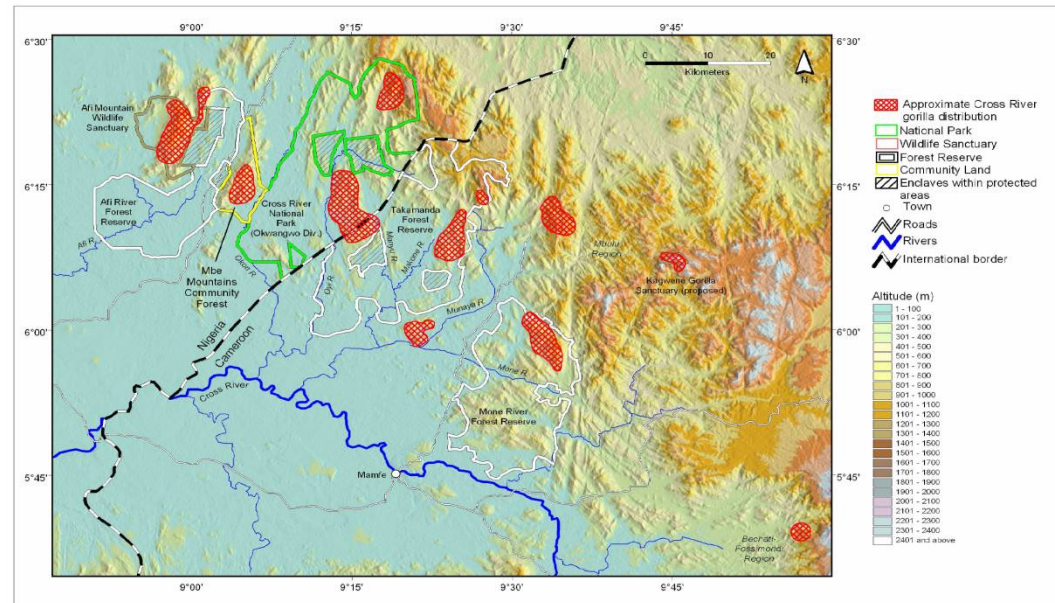 9°00'
9°15'
9°30'
9°45'
6°30'
6°30'
0
10
20
Kilometers
N
Afi Mountain
Wildlife
Sanctuary
6°15'
6°15'
Afi River
Forest
Reserve
Afi R.
Cross River
National
Park
(Okwangwo Div.)
Takamanda
Forest
Reserve
Oyi R.
Makone R.
Mbulu
Region
Kagwene Gorilla
Sanctuary (proposed)
Mbe
Mountains
Community
Forest
Munaya R.
6°00'
6°00'
Nigeria
Cameroon
Cross River
Mone R.
Mone River
Forest Reserve
5°45'
5°45'
Mamfe
Bechati-
Fossimondi
Region
9°00'
9°15'
9°30'
9°45'
Approximate Cross River
gorilla distribution
National Park
Wildlife Sanctuary
Forest Reserve
Community Land
Enclaves within protected
areas
Town
Roads
Rivers
International border
Altitude (m)
1 - 100
101 - 200
201 - 300
301 - 400
401 - 500
501 - 600
601 - 700
701 - 800
801 - 900
901 - 1000
1001 - 1100
1101 - 1200
1201 - 1300
1301 - 1400
1401 - 1500
1501 - 1600
1601 - 1700
1701 - 1800
1801 - 1900
1901 - 2000
2001 - 2100
2101 - 2200
2201 - 2300
2301 - 2400
2401 and above